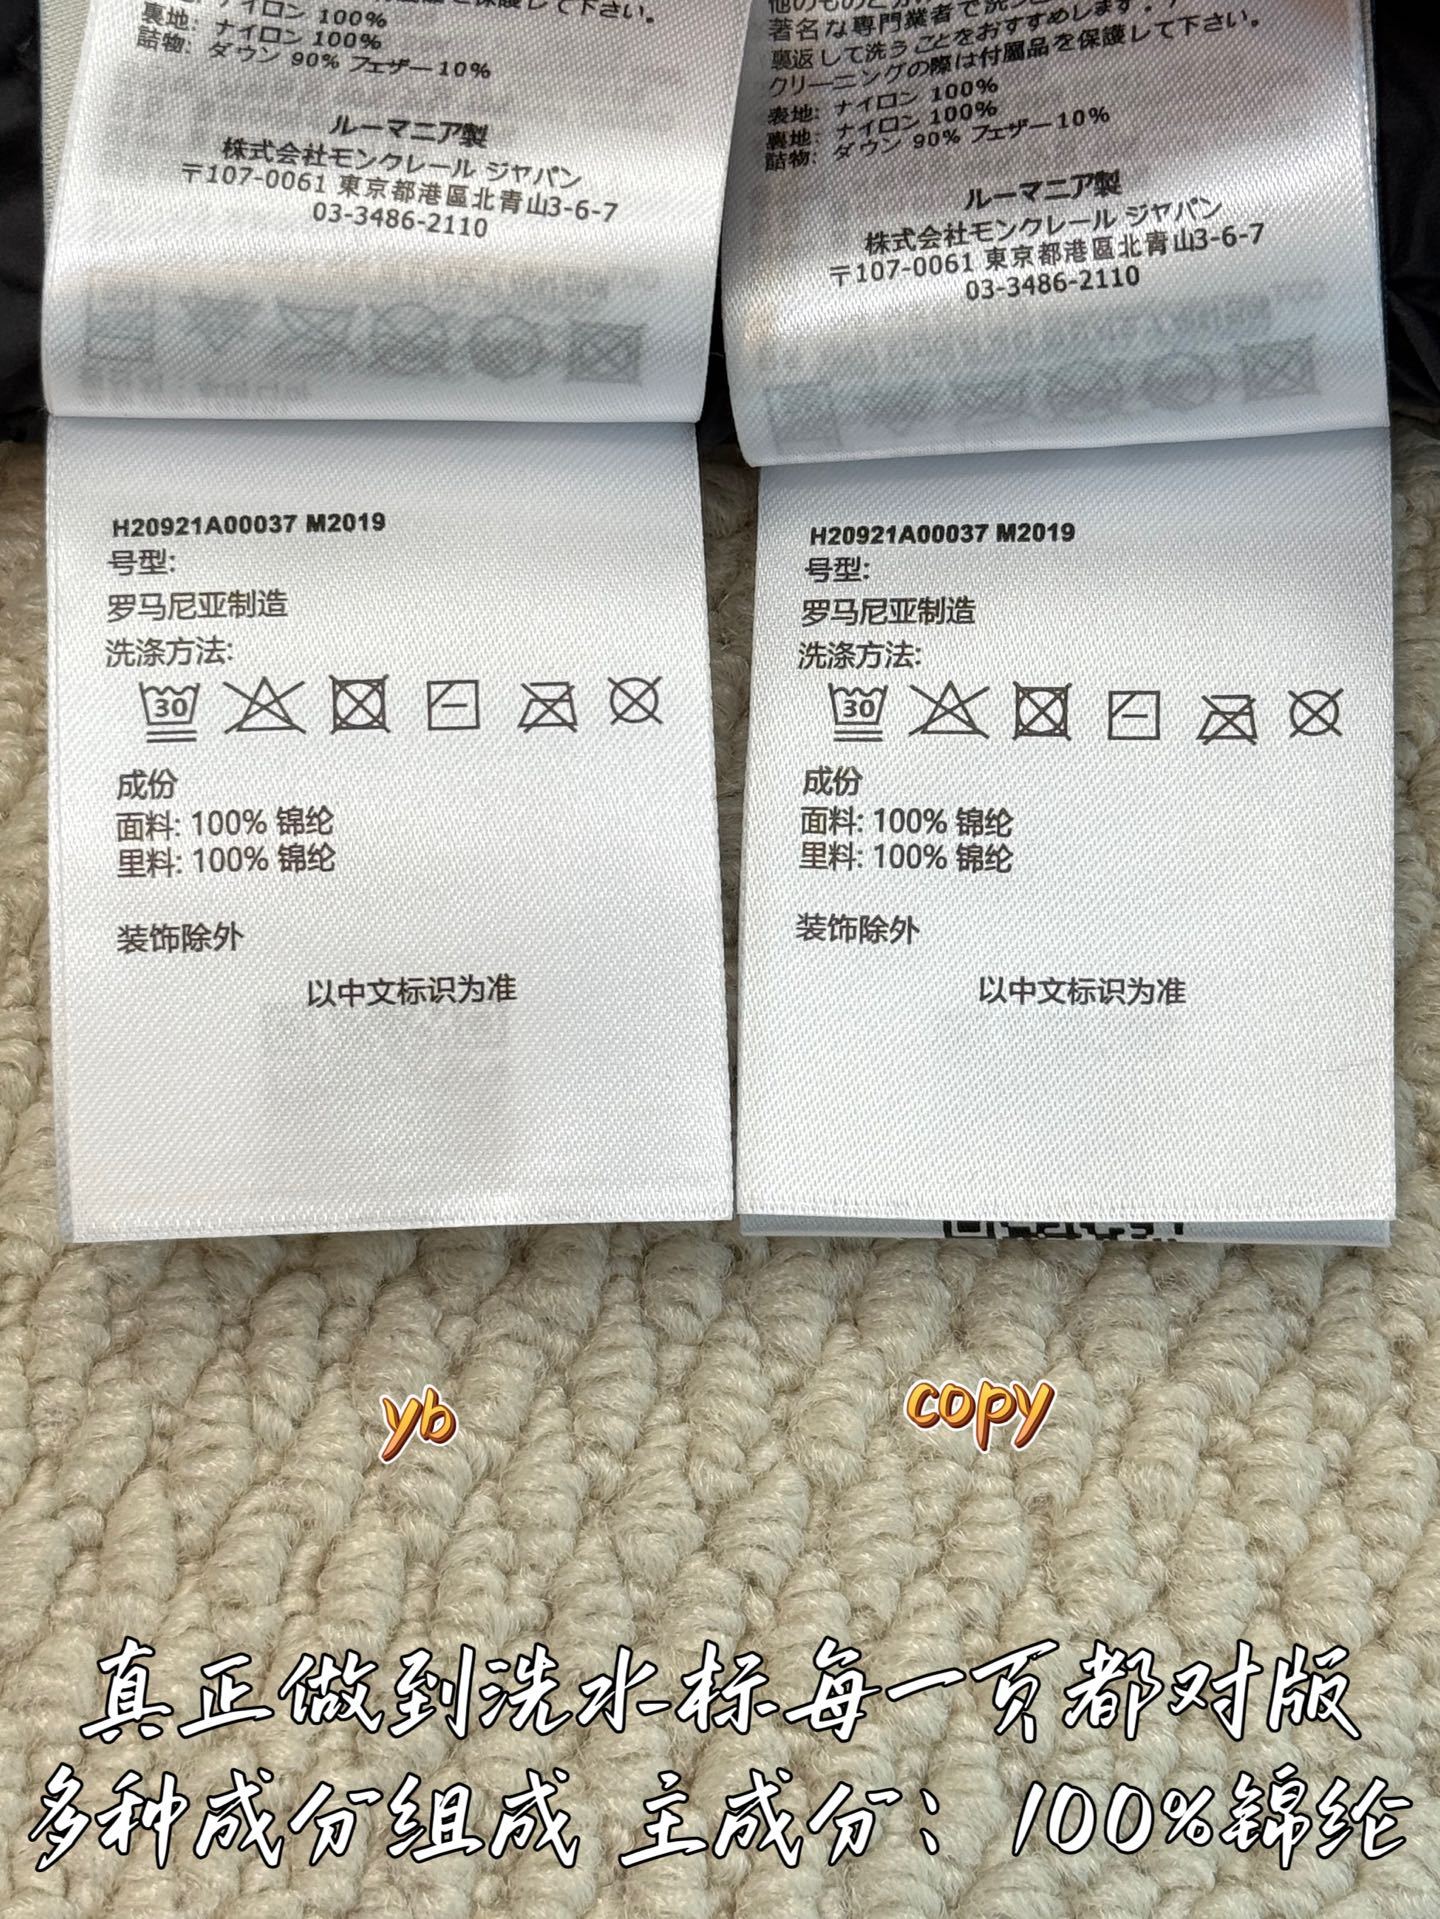 ナイロン 100%
裏地: ナイロン 100%
詰物: ダウン 90% フェザー 10%
ルーマニア製
株式会社モンクレール ジャパン
〒107-0061 東京都港區北青山3-6-7
03-3486-2110
H20921A00037 M2019
号型:
罗马尼亚制造
洗涤方法:
30
成份
面料: 100% 锦纶
里料: 100% 锦纶
装饰除外
以中文标识为准
著名な専門業者で洗う
裏返して洗うことをおすすめします。
クリーニングの際は付属品を保護して下さい。
表地: ナイロン 100%
裏地: ナイロン 100%
詰物: ダウン 90% フェザー 10%
ルーマニア製
株式会社モンクレール ジャパン
〒107-0061 東京都港區北青山3-6-7
03-3486-2110
H20921A00037 M2019
号型:
罗马尼亚制造
洗涤方法:
30
成份
面料: 100% 锦纶
里料: 100% 锦纶
装饰除外
以中文标识为准
yb
copy
真正做到洗水标每一页都对版
多种成分组成 主成分、100%锦纶